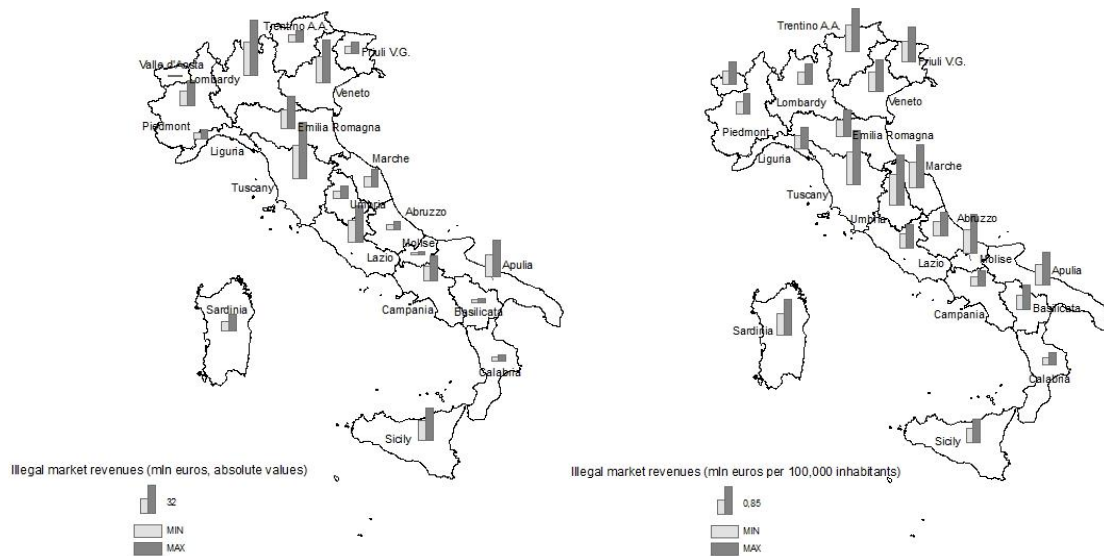 Trentino A.A.
Friuli V.G.
Valle d'Aosta
Lombardy
Veneto
Piedmont
Emilia Romagna
Liguria
Marche
Tuscany
Umbria
Abruzzo
Molise
Lazio
Apulia
Campania
Basilicata
Sardinia
Calabria
Sicily
Illegal market revenues (mln euros, absolute values)
32
MIN
MAX
Trentino A.A.
Friuli V.G.
Lombardy
Veneto
Piedmont
Emilia Romagna
Liguria
Marche
Tuscany
Umbria
Abruzzo
Molise
Lazio
Apulia
Campania
Basilicata
Sardinia
Calabria
Sicily
Illegal market revenues (mln euros per 100,000 inhabitants)
0,85
MIN
MAX